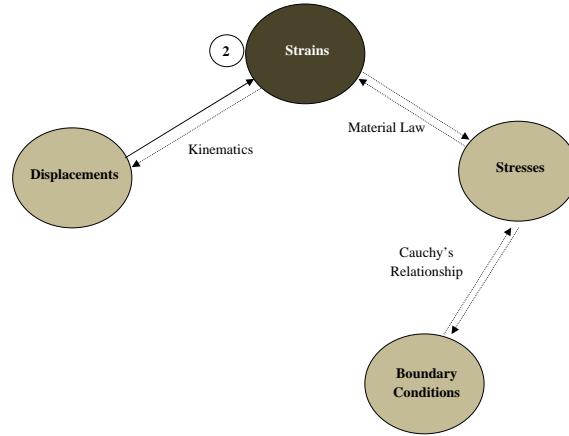 2
Strains
Material Law
Kinematics
Displacements
Stresses
Cauchy's
Relationship
Boundary
Conditions